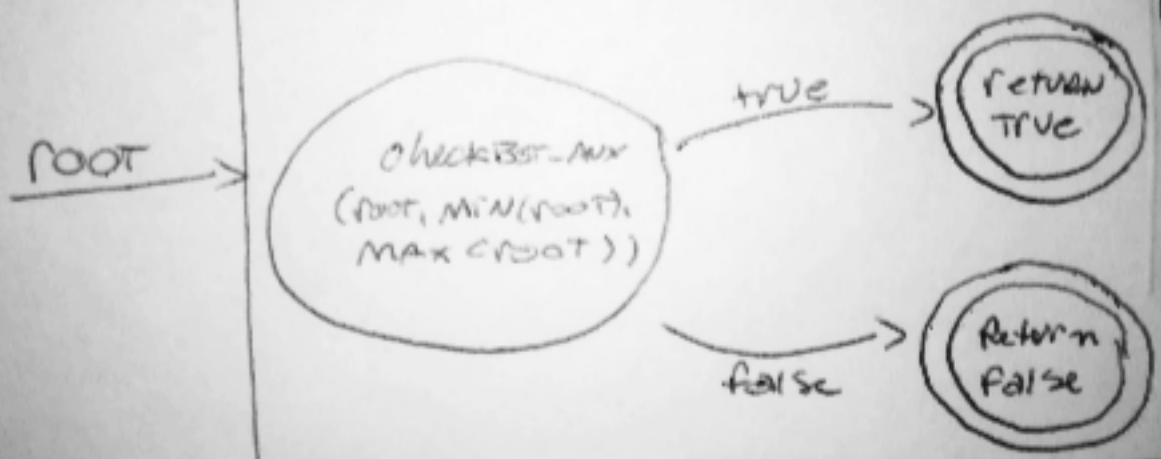 root
checkBST_Aux
(root, MIN(root),
MAX(root))
true
return
True
false
Return
False